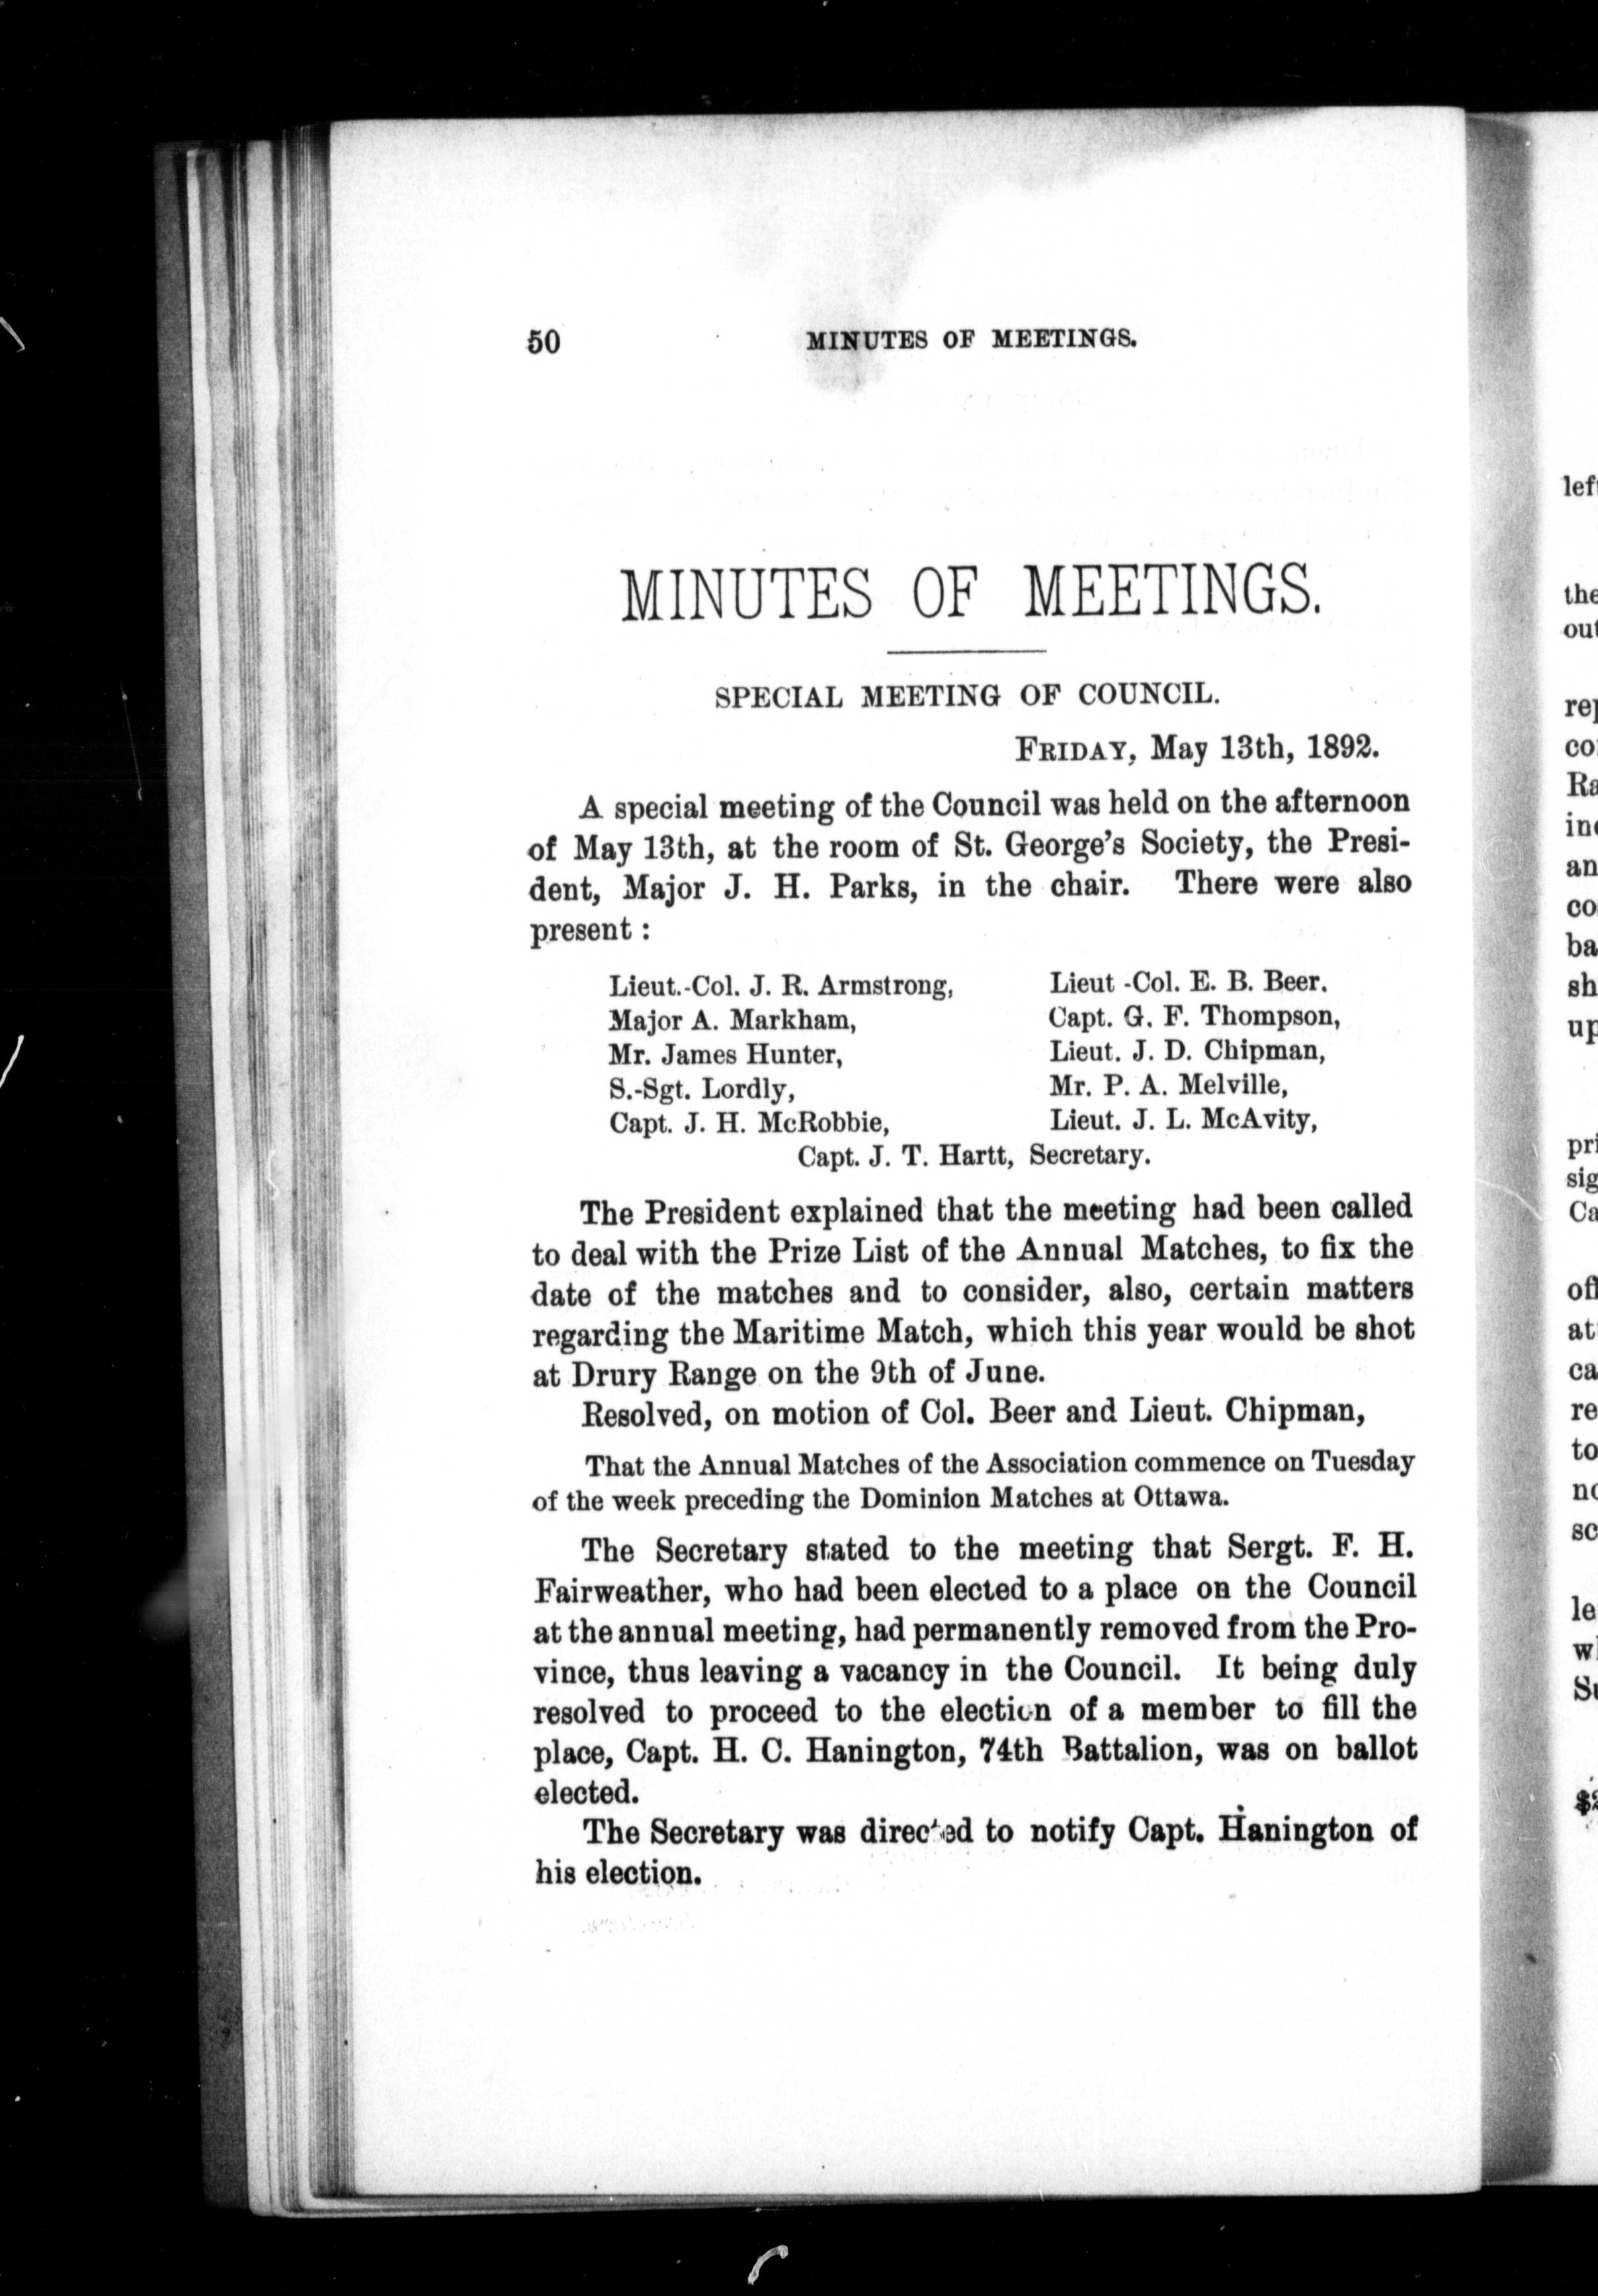 50 MINUTES OF MEETINGS.
MINUTES OF MEETINGS.
SPECIAL MEETING OF COUNCIL.
FRIDAY, May 13th, 1892.
A special meeting of the Council was held on the afternoon
of May 13th, at the room of St. George's Society, the Presi-
dent, Major J. H. Parks, in the chair. There were also
present :
Lieut.-Col. J. R. Armstrong, Lieut -Col. E. B. Beer.
Major A. Markham, Capt. G. F. Thompson,
Mr. James Hunter, Lieut. J. D. Chipman,
S.-Sgt. Lordly, Mr. P. A. Melville,
Capt. J. H. McRobbie, Lieut. J. L. McAvity,
Capt. J. T. Hartt, Secretary.
The President explained that the meeting had been called
to deal with the Prize List of the Annual Matches, to fix the
date of the matches and to consider, also, certain matters
regarding the Maritime Match, which this year would be shot
at Drury Range on the 9th of June.
Resolved, on motion of Col. Beer and Lieut. Chipman,
That the Annual Matches of the Association commence on Tuesday
of the week preceding the Dominion Matches at Ottawa.
The Secretary stated to the meeting that Sergt. F. H.
Fairweather, who had been elected to a place on the Council
at the annual meeting, had permanently removed from the Pro-
vince, thus leaving a vacancy in the Council. It being duly
resolved to proceed to the election of a member to fill the
place, Capt. H. C. Hanington, 74th Battalion, was on ballot
elected.
The Secretary was directed to notify Capt. Hanington of
his election.